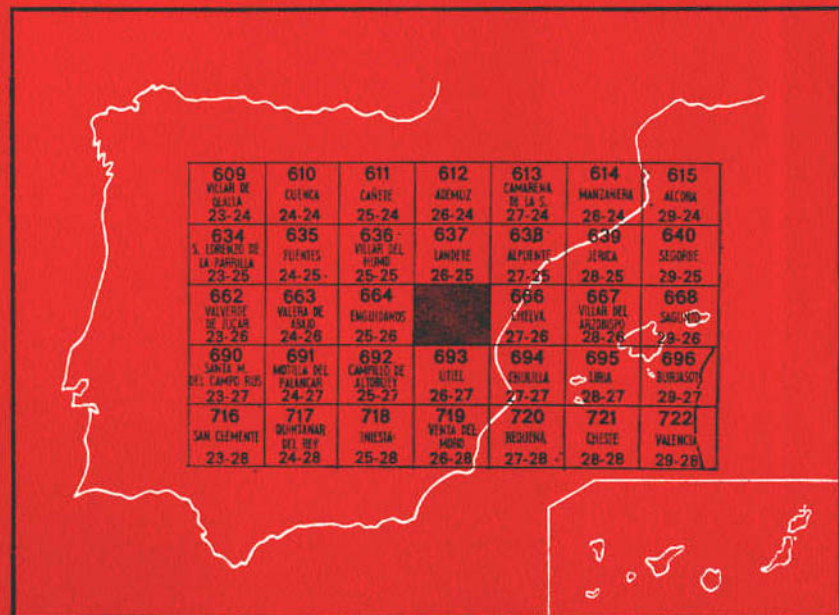 609 610 611 612 613 614 615
VILLAR DE OLALLA CUENCA CAÑETE ADEMUZ CAMARENA DE LA S. MANZANERA ALCORA
23-24 24-24 25-24 26-24 27-24 28-24 29-24
634 635 636 637 638 639 640
S. LORENZO DE LA PARRILLA FUENTES VILLAR DEL HUMO LANDETE ALPUENTE JERICA SEGORBE
23-25 24-25 25-25 26-25 27-25 28-25 29-25
662 663 664 666 667 668
VALVERDE DE JUCAR VALERA DE ABAJO ENGUIDANOS CHELVA VILLAR DEL ARZOBISPO SAGUNTO
23-26 24-26 25-26 27-26 28-26 29-26
690 691 692 693 694 695 696
SANTA M. DEL CAMPO RUS MOTILLA DEL PALANCAR CAMPILLO DE ALTOBUEY UTIEL CHULILLA LIRIA BURJASOT
23-27 24-27 25-27 26-27 27-27 28-27 29-27
716 717 718 719 720 721 722
SAN CLEMENTE QUINTANAR DEL REY INIESTA VENTA DEL MORO REQUENA CHESTE VALENCIA
23-28 24-28 25-28 26-28 27-28 28-28 29-28